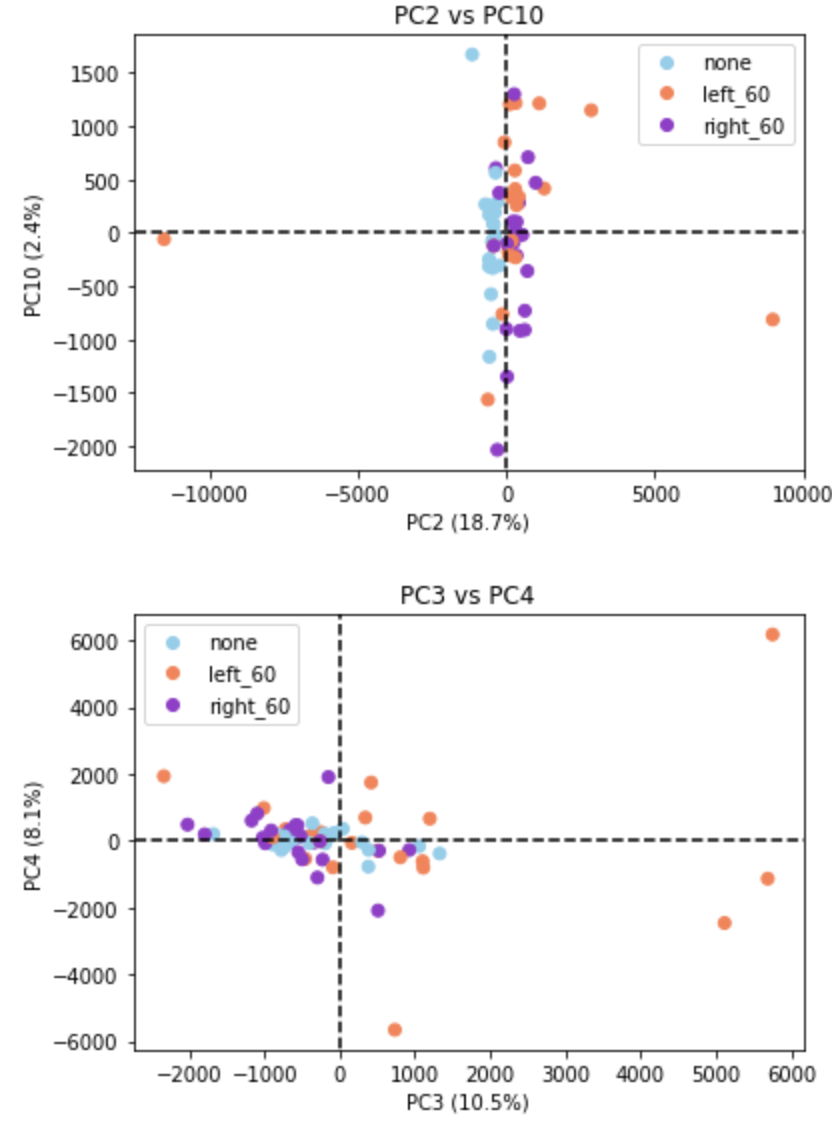 PC2 vs PC10
none
left_60
right_60
1500
1000
500
0
−500
−1000
−1500
−2000
PC10 (2.4%)
−10000 −5000 0 5000 10000
PC2 (18.7%)
PC3 vs PC4
none
left_60
right_60
6000
4000
2000
0
−2000
−4000
−6000
PC4 (8.1%)
−2000 −1000 0 1000 2000 3000 4000 5000 6000
PC3 (10.5%)